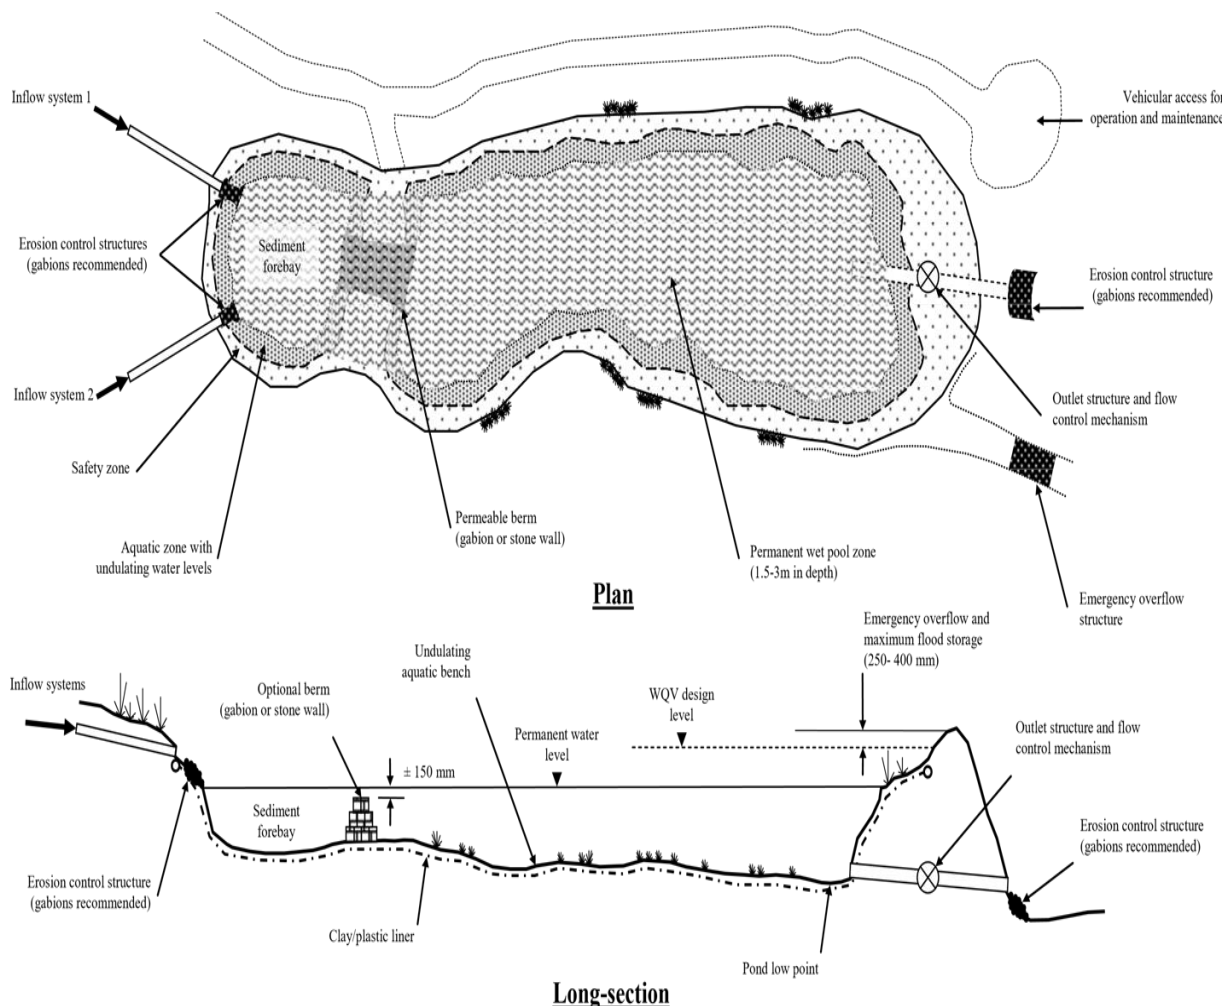 Inflow system 1
Vehicular access for
operation and maintenance
Erosion control structures
(gabions recommended)
Sediment
forebay
Erosion control structure
(gabions recommended)
Inflow system 2
Outlet structure and flow
control mechanism
Safety zone
Permeable berm
(gabion or stone wall)
Aquatic zone with
undulating water levels
Permanent wet pool zone
(1.5-3m in depth)
Emergency overflow
structure
Plan
Emergency overflow and
maximum flood storage
(250- 400 mm)
Undulating
aquatic bench
Inflow systems
Optional berm
(gabion or stone wall)
WQV design
level
Permanent water
level
Outlet structure and flow
control mechanism
± 150 mm
Sediment
forebay
Erosion control structure
(gabions recommended)
Erosion control structure
(gabions recommended)
Clay/plastic liner
Pond low point
Long-section